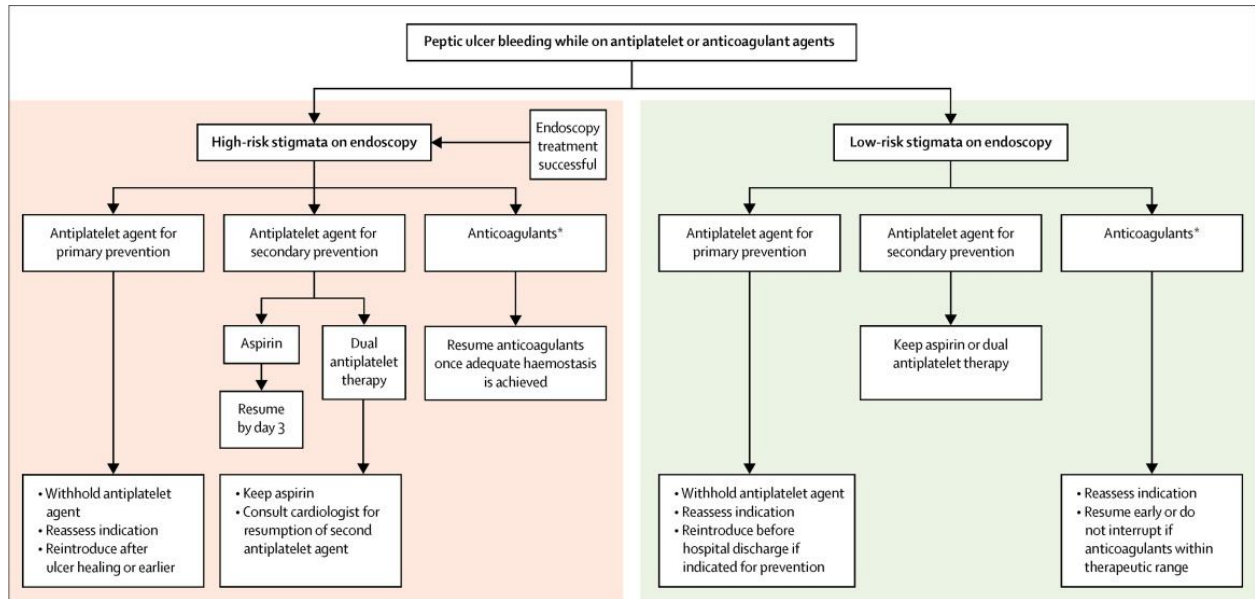 Peptic ulcer bleeding while on antiplatelet or anticoagulant agents
High-risk stigmata on endoscopy
Endoscopy
treatment
successful
Low-risk stigmata on endoscopy
Antiplatelet agent for
primary prevention
Antiplatelet agent for
secondary prevention
Anticoagulants*
Antiplatelet agent for
primary prevention
Antiplatelet agent for
secondary prevention
Anticoagulants*
Aspirin
Dual
antiplatelet
therapy
Resume anticoagulants
once adequate haemostasis
is achieved
Keep aspirin or dual
antiplatelet therapy
Resume
by day 3
• Withhold antiplatelet
agent
• Reassess indication
• Reintroduce after
ulcer healing or earlier
• Keep aspirin
• Consult cardiologist for
resumption of second
antiplatelet agent
• Withhold antiplatelet agent
• Reassess indication
• Reintroduce before
hospital discharge if
indicated for prevention
• Reassess indication
• Resume early or do
not interrupt if
anticoagulants within
therapeutic range